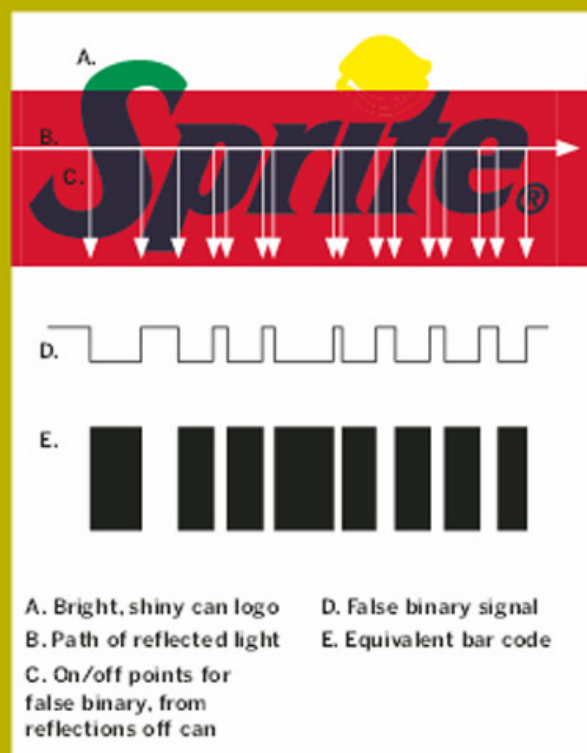 A.
Sprite®
B.
C.
D.
E.
A. Bright, shiny can logo
B. Path of reflected light
C. On/off points for
false binary, from
reflections off can
D. False binary signal
E. Equivalent bar code